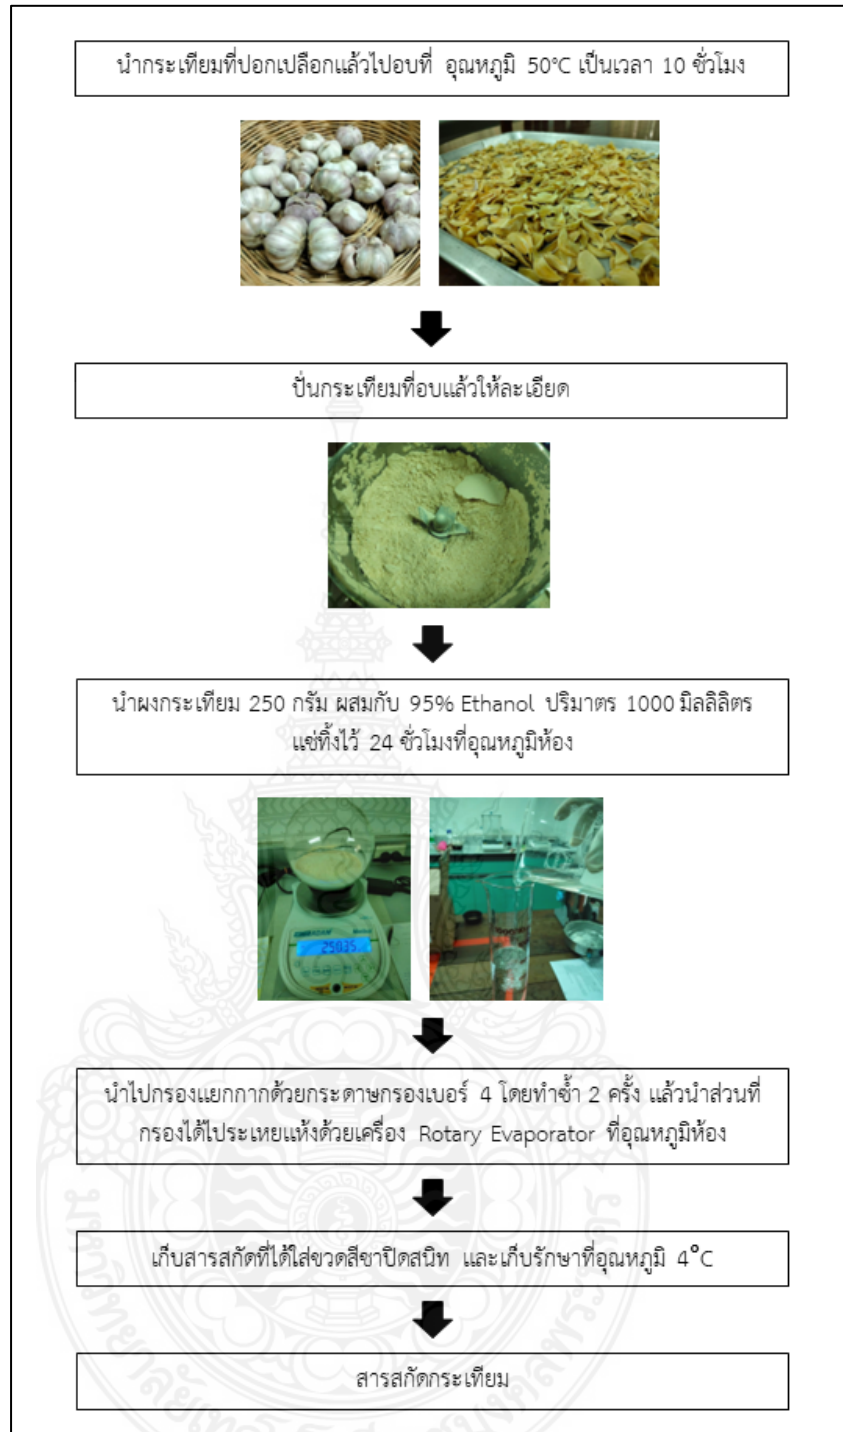 นำกระเทียมที่ปอกเปลือกแล้วไปอบที่ อุณหภูมิ 50°C เป็นเวลา 10 ชั่วโมง
ปั่นกระเทียมที่อบแล้วให้ละเอียด
นำผงกระเทียม 250 กรัม ผสมกับ 95% Ethanol ปริมาตร 1000 มิลลิลิตร
แช่ทิ้งไว้ 24 ชั่วโมงที่อุณหภูมิห้อง
นำไปกรองแยกกากด้วยกระดาษกรองเบอร์ 4 โดยทำซ้ำ 2 ครั้ง แล้วนำส่วนที่
กรองได้ไประเหยแห้งด้วยเครื่อง Rotary Evaporator ที่อุณหภูมิห้อง
เก็บสารสกัดที่ได้ใส่ขวดสีชาปิดสนิท และเก็บรักษาที่อุณหภูมิ 4°C
สารสกัดกระเทียม